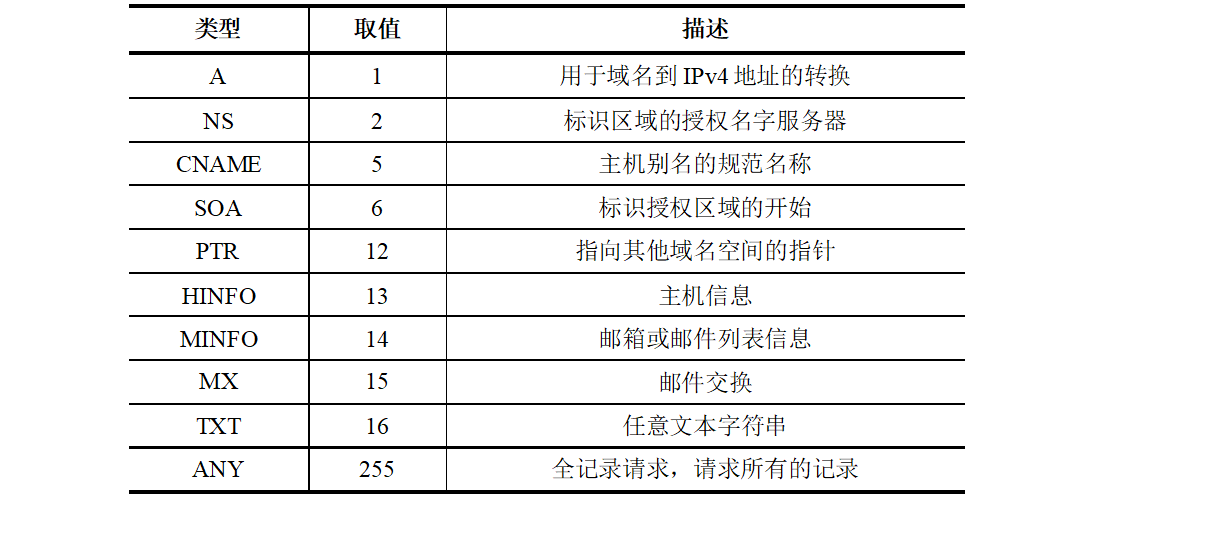 类型 取值 描述
A 1 用于域名到 IPv4 地址的转换
NS 2 标识区域的授权名字服务器
CNAME 5 主机别名的规范名称
SOA 6 标识授权区域的开始
PTR 12 指向其他域名空间的指针
HINFO 13 主机信息
MINFO 14 邮箱或邮件列表信息
MX 15 邮件交换
TXT 16 任意文本字符串
ANY 255 全记录请求，请求所有的记录